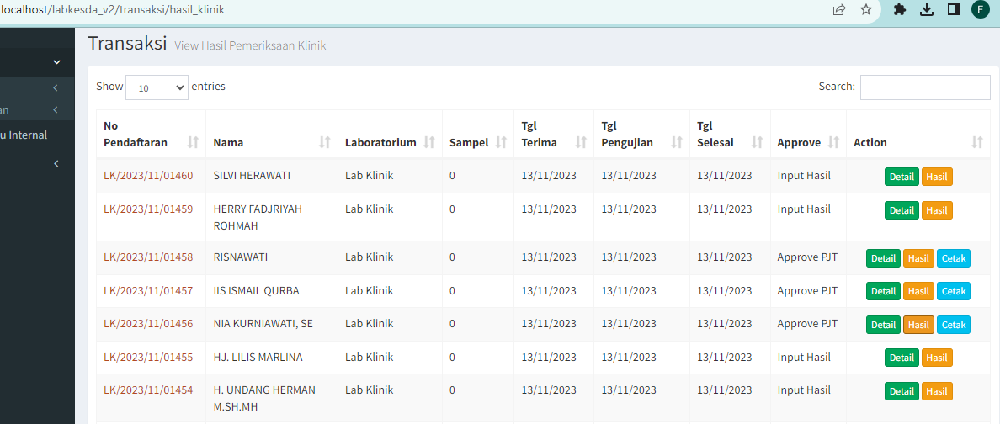 localhost/labkesda_v2/transaksi/hasil_klinik
F
Transaksi View Hasil Pemeriksaan Klinik
an
u Internal
Show 10 entries
Search:
No Pendaftaran Nama Laboratorium Sampel Tgl Terima Tgl Pengujian Tgl Selesai Approve Action
LK/2023/11/01460 SILVI HERAWATI Lab Klinik 0 13/11/2023 13/11/2023 13/11/2023 Input Hasil Detail Hasil
LK/2023/11/01459 HERRY FADJRIYAH ROHMAH Lab Klinik 0 13/11/2023 13/11/2023 13/11/2023 Input Hasil Detail Hasil
LK/2023/11/01458 RISNAWATI Lab Klinik 0 13/11/2023 13/11/2023 13/11/2023 Approve PJT Detail Hasil Cetak
LK/2023/11/01457 IIS ISMAIL QURBA Lab Klinik 0 13/11/2023 13/11/2023 13/11/2023 Approve PJT Detail Hasil Cetak
LK/2023/11/01456 NIA KURNIAWATI, SE Lab Klinik 0 13/11/2023 13/11/2023 13/11/2023 Approve PJT Detail Hasil Cetak
LK/2023/11/01455 HJ. LILIS MARLINA Lab Klinik 0 13/11/2023 13/11/2023 13/11/2023 Input Hasil Detail Hasil
LK/2023/11/01454 H. UNDANG HERMAN M.SH.MH Lab Klinik 0 13/11/2023 13/11/2023 13/11/2023 Input Hasil Detail Hasil